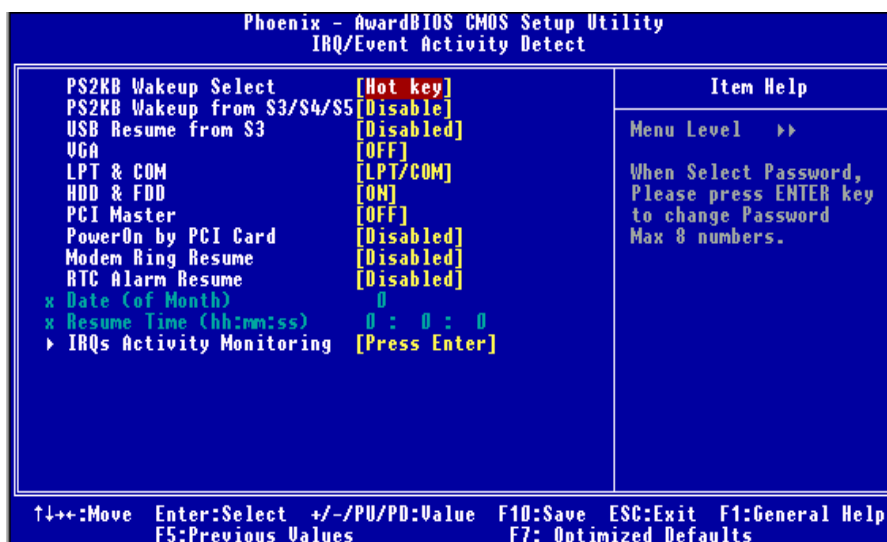 Phoenix - AwardBIOS CMOS Setup Utility
IRQ/Event Activity Detect
PS2KB Wakeup Select [Hot key]
PS2KB Wakeup from S3/S4/S5[Disable]
USB Resume from S3 [Disabled]
VGA [OFF]
LPT & COM [LPT/COM]
HDD & FDD [ON]
PCI Master [OFF]
PowerOn by PCI Card [Disabled]
Modem Ring Resume [Disabled]
RTC Alarm Resume [Disabled]
x Date (of Month) 0
x Resume Time (hh:mm:ss) 0 : 0 : 0
▸ IRQs Activity Monitoring [Press Enter]
Item Help
Menu Level ▸▸
When Select Password,
Please press ENTER key
to change Password
Max 8 numbers.
↑↓→←:Move Enter:Select +/-/PU/PD:Value F10:Save ESC:Exit F1:General Help
F5:Previous Values F7: Optimized Defaults